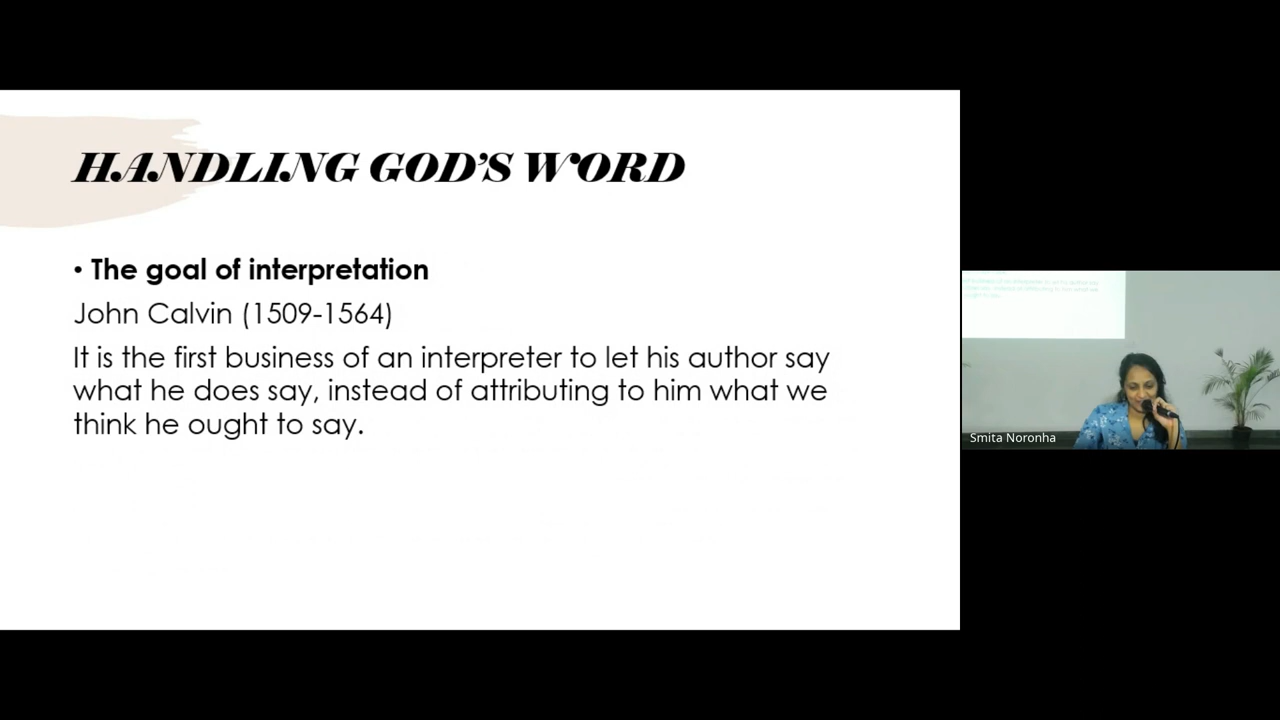 HANDLING GOD'S WORD
• The goal of interpretation
John Calvin (1509-1564)
It is the first business of an interpreter to let his author say
what he does say, instead of attributing to him what we
think he ought to say.
Smita Noronha